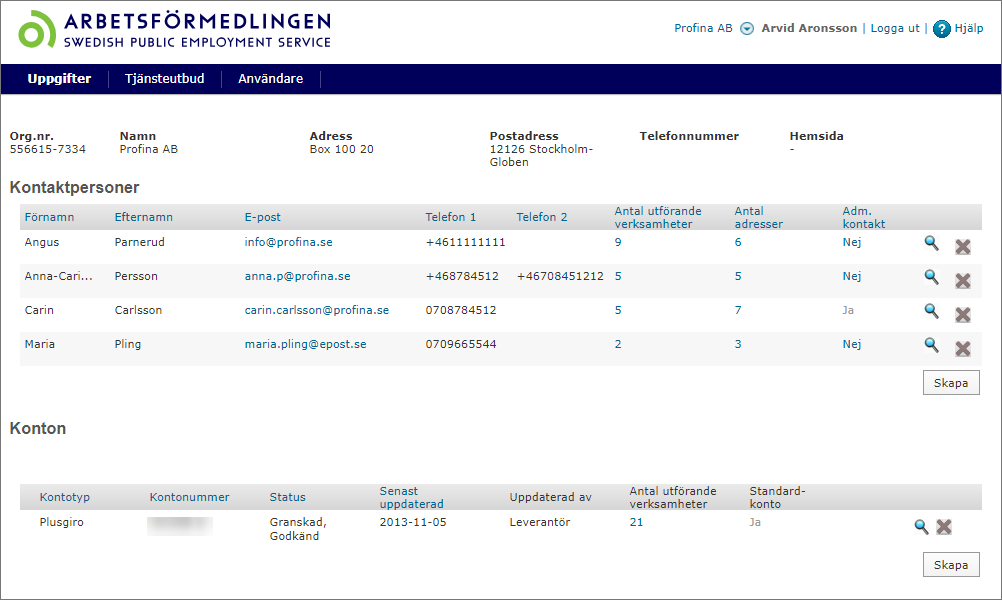 ARBETSFÖRMEDLINGEN
SWEDISH PUBLIC EMPLOYMENT SERVICE
Profina AB Arvid Aronsson | Logga ut | ? Hjälp
Uppgifter Tjänsteutbud Användare
Org.nr. Namn Adress Postadress Telefonnummer Hemsida
556615-7334 Profina AB Box 100 20 12126 Stockholm- -
Globen
Kontaktpersoner
Förnamn Efternamn E-post Telefon 1 Telefon 2 Antal utförande Antal Adm.
verksamheter adresser kontakt
Angus Parnerud info@profina.se +4611111111 9 6 Nej
Anna-Cari... Persson anna.p@profina.se +468784512 +46708451212 5 5 Nej
Carin Carlsson carin.carlsson@profina.se 0708784512 5 7 Ja
Maria Pling maria.pling@epost.se 0709665544 2 3 Nej
Skapa
Konton
Kontotyp Kontonummer Status Senast Uppdaterad av Antal utförande Standard-
uppdaterad verksamheter konto
Plusgiro Granskad, 2013-11-05 Leverantör 21 Ja
Godkänd
Skapa